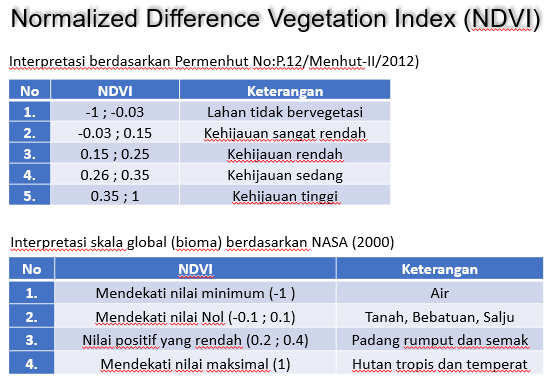 Normalized Difference Vegetation Index (NDVI)
Interpretasi berdasarkan Permenhut No:P.12/Menhut-II/2012)
No NDVI Keterangan
1. -1 ; -0.03 Lahan tidak bervegetasi
2. -0.03 ; 0.15 Kehijauan sangat rendah
3. 0.15 ; 0.25 Kehijauan rendah
4. 0.26 ; 0.35 Kehijauan sedang
5. 0.35 ; 1 Kehijauan tinggi
Interpretasi skala global (bioma) berdasarkan NASA (2000)
No NDVI Keterangan
1. Mendekati nilai minimum (-1 ) Air
2. Mendekati nilai Nol (-0.1 ; 0.1) Tanah, Bebatuan, Salju
3. Nilai positif yang rendah (0.2 ; 0.4) Padang rumput dan semak
4. Mendekati nilai maksimal (1) Hutan tropis dan temperat